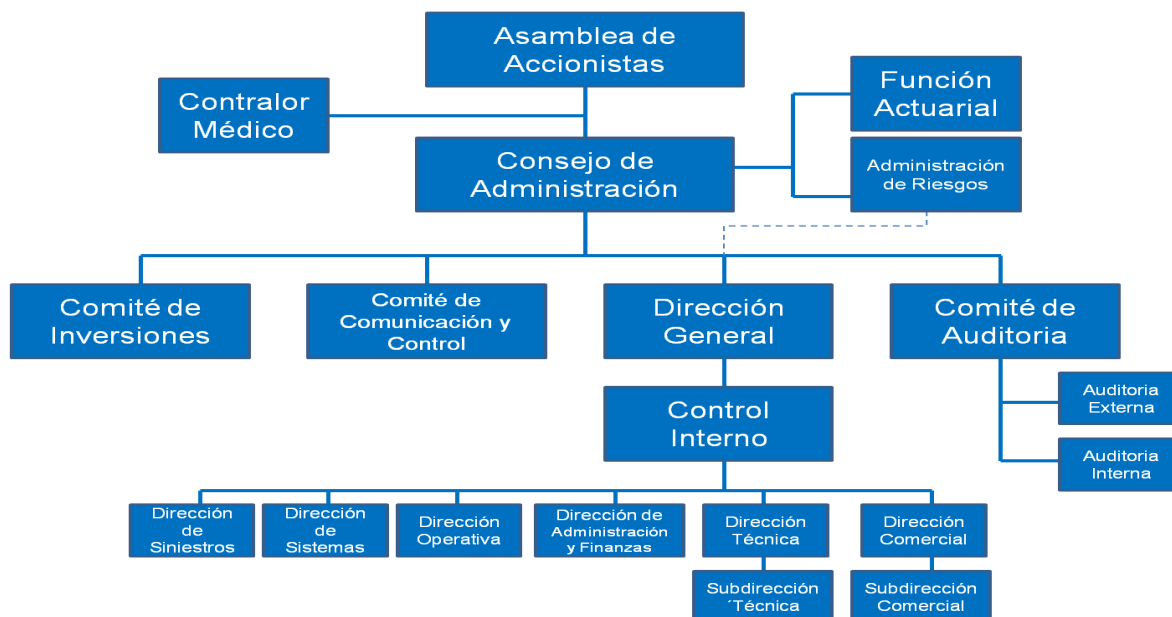 Asamblea de
Accionistas
Contralor
Médico
Función
Actuarial
Consejo de
Administración
Administración
de Riesgos
Comité de
Inversiones
Comité de
Comunicación y
Control
Dirección
General
Comité de
Auditoria
Auditoria
Externa
Control
Interno
Auditoria
Interna
Dirección
de
Siniestros
Dirección
de
Sistemas
Dirección
Operativa
Dirección de
Administración
y Finanzas
Dirección
Técnica
Dirección
Comercial
Subdirección
´Técnica
Subdirección
Comercial